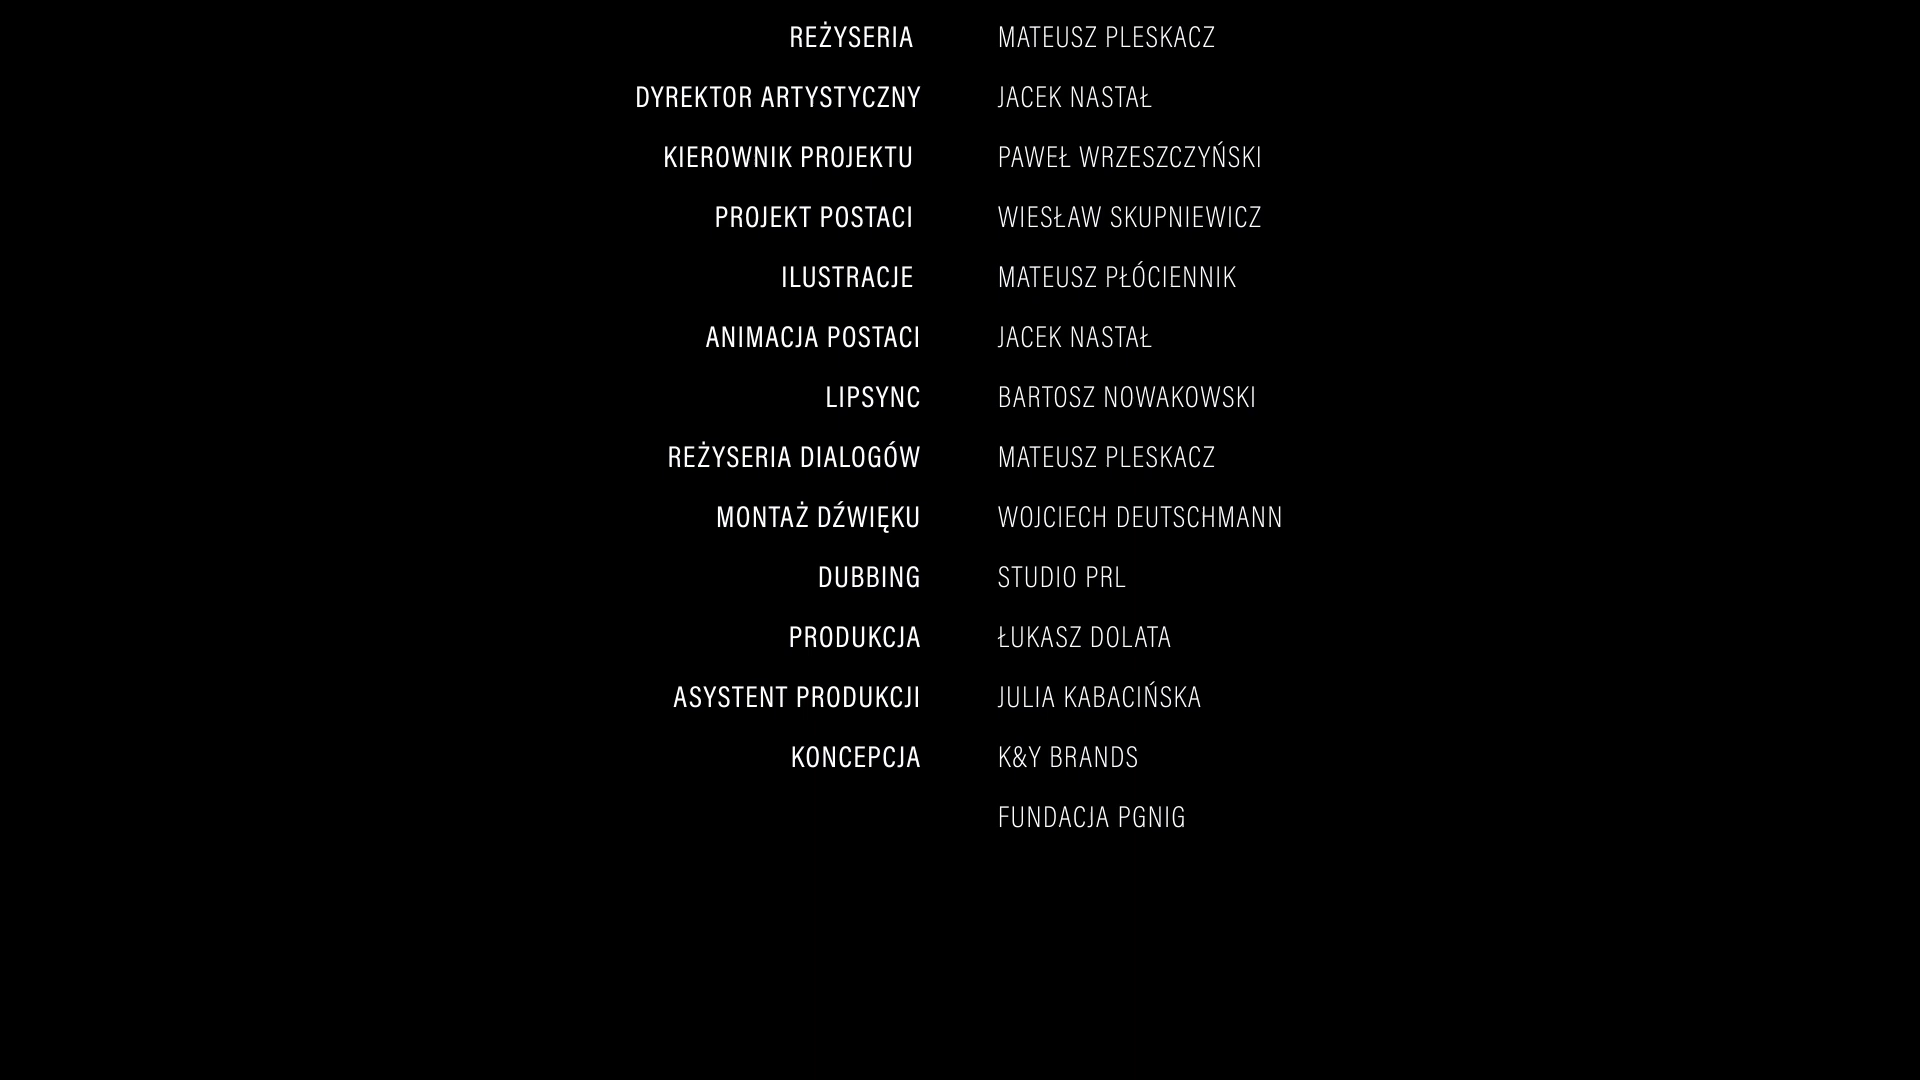 REŻYSERIA MATEUSZ PLESKACZ
DYREKTOR ARTYSTYCZNY JACEK NASTAŁ
KIEROWNIK PROJEKTU PAWEŁ WRZESZCZYŃSKI
PROJEKT POSTACI WIESŁAW SKUPNIEWICZ
ILUSTRACJE MATEUSZ PŁÓCIENNIK
ANIMACJA POSTACI JACEK NASTAŁ
LIPSYNC BARTOSZ NOWAKOWSKI
REŻYSERIA DIALOGÓW MATEUSZ PLESKACZ
MONTAŻ DŹWIĘKU WOJCIECH DEUTSCHMANN
DUBBING STUDIO PRL
PRODUKCJA ŁUKASZ DOLATA
ASYSTENT PRODUKCJI JULIA KABACIŃSKA
KONCEPCJA K&Y BRANDS
FUNDACJA PGNIG